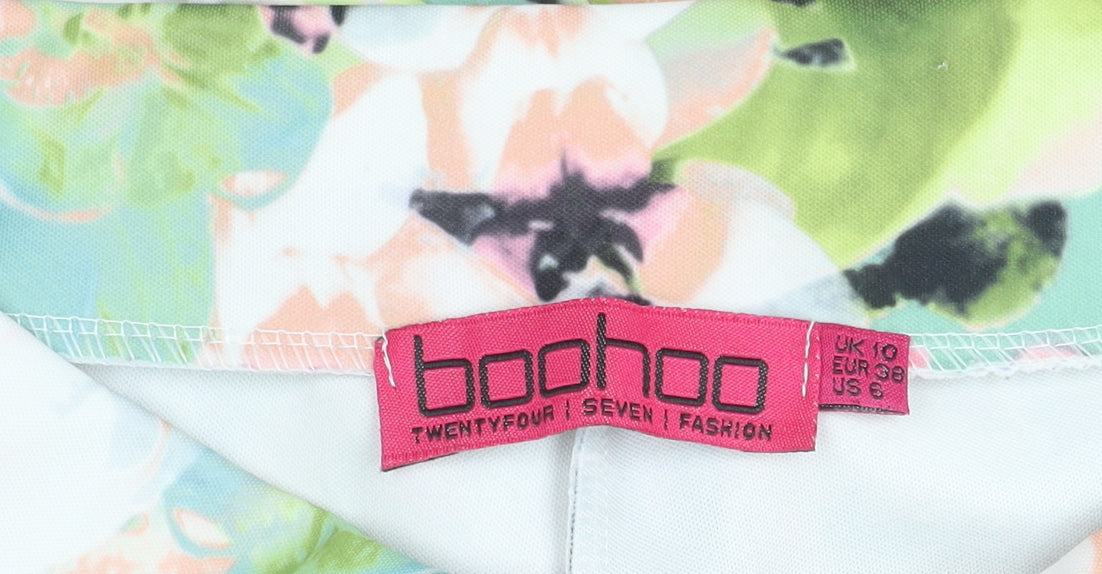 boohoo
TWENTYFOUR | SEVEN | FASHION
UK 10
EUR 38
US 6